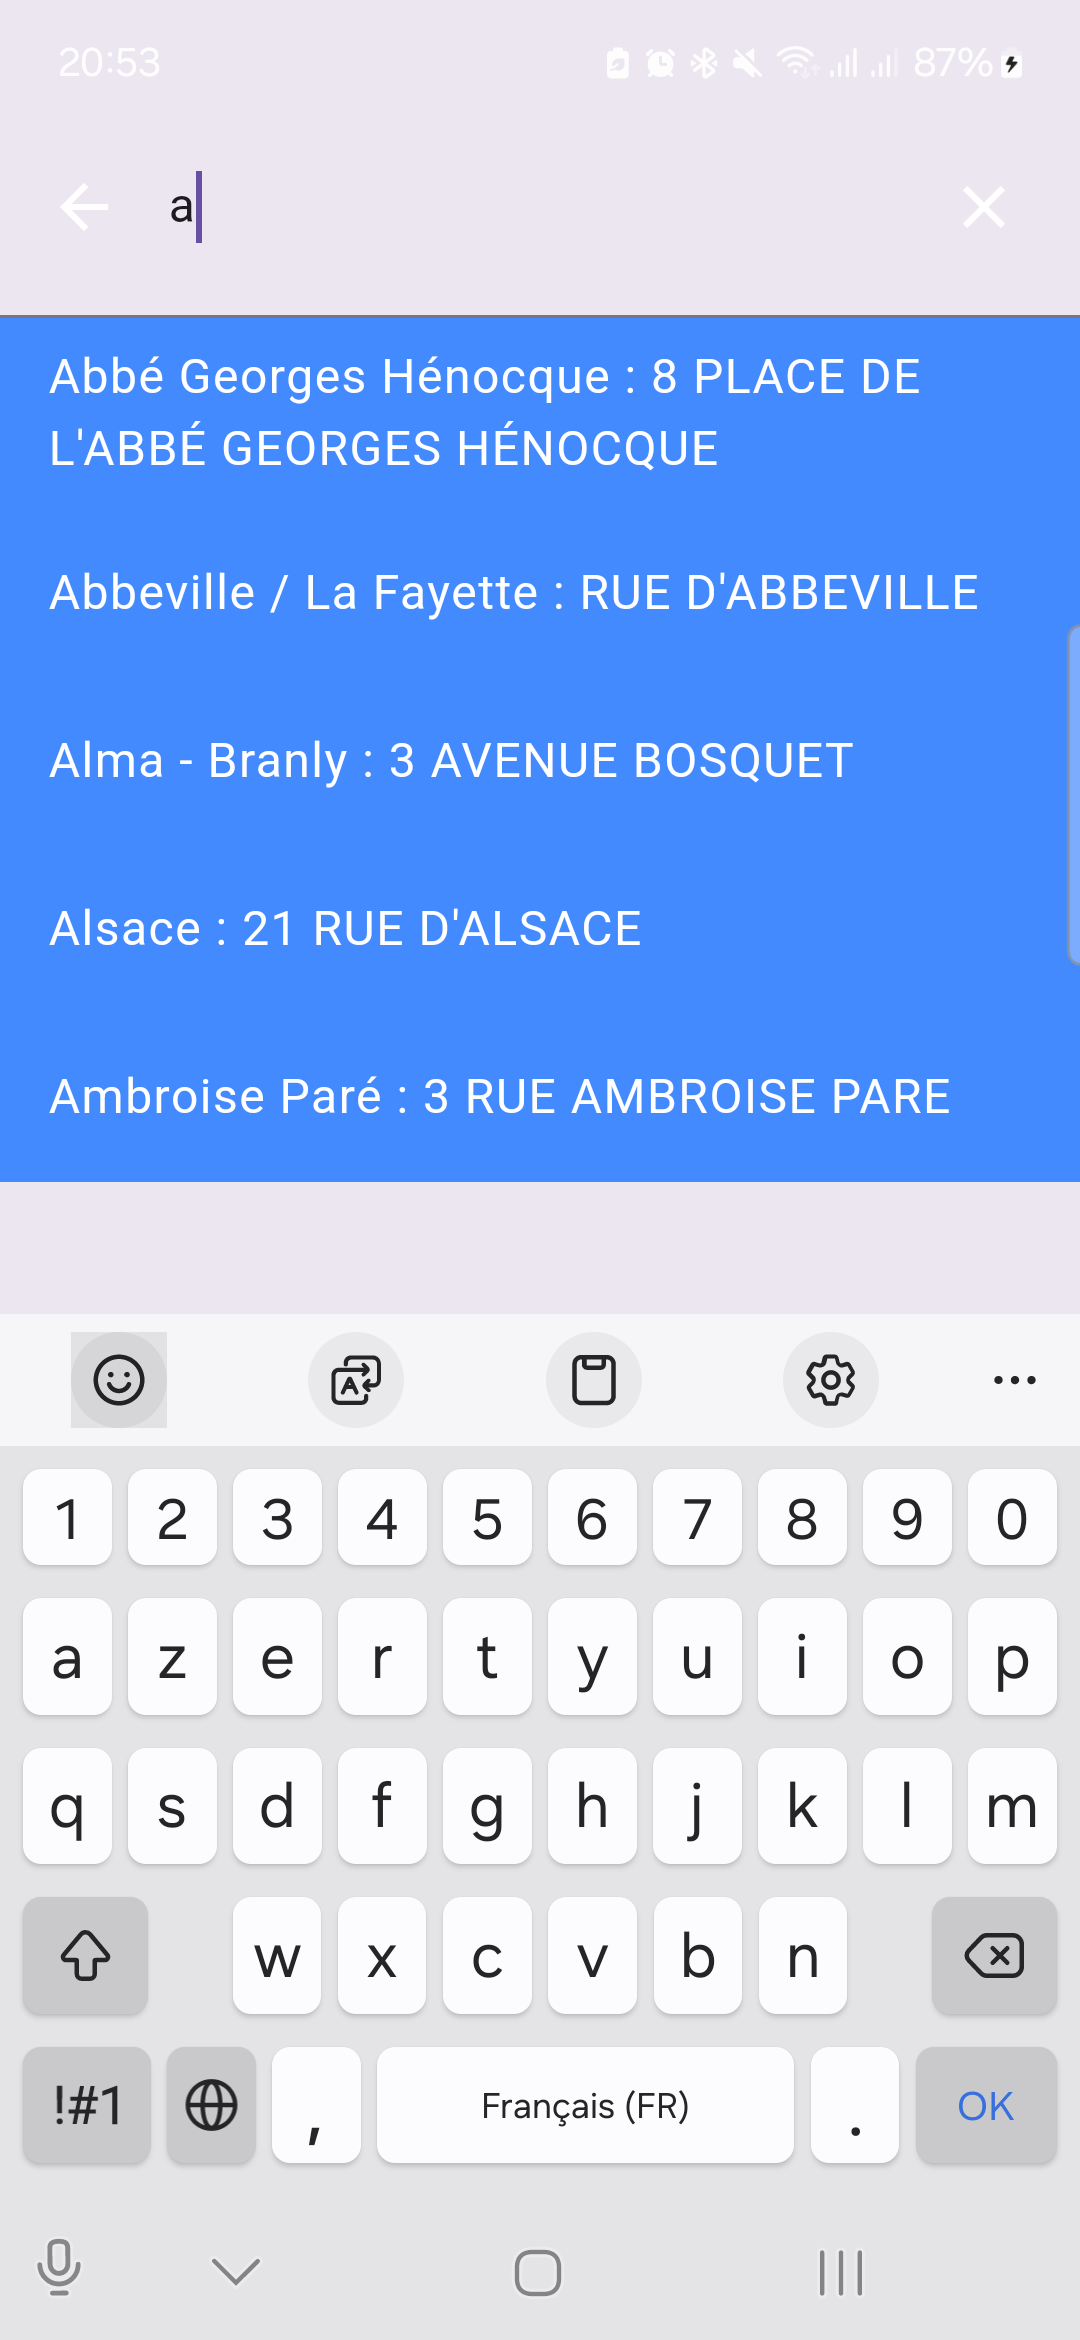 20:53
87%
a
Abbé Georges Hénocque : 8 PLACE DE
L'ABBÉ GEORGES HÉNOCQUE
Abbeville / La Fayette : RUE D'ABBEVILLE
Alma - Branly : 3 AVENUE BOSQUET
Alsace : 21 RUE D'ALSACE
Ambroise Paré : 3 RUE AMBROISE PARE
A
1 2 3 4 5 6 7 8 9 0
a z e r t y u i o p
q s d f g h j k l m
w x c v b n
!#1 , Français (FR) . OK